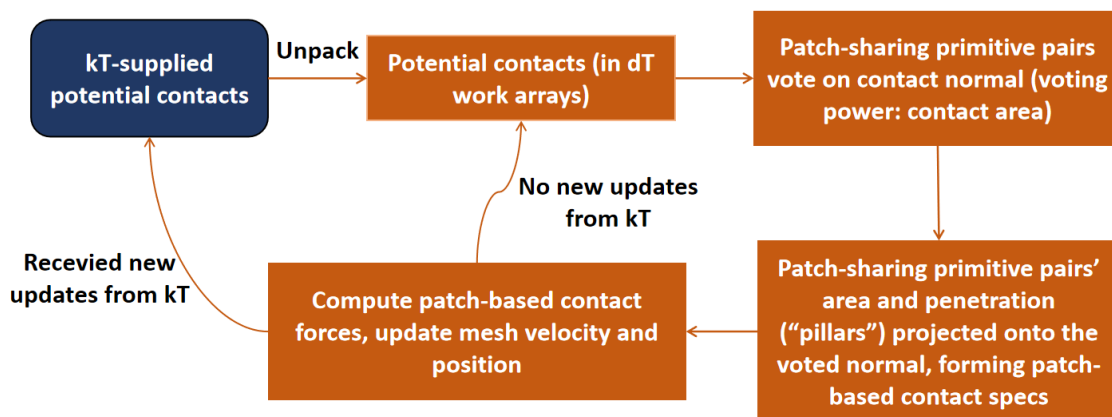 kT-supplied
potential contacts
Unpack
Potential contacts (in dT
work arrays)
Patch-sharing primitive pairs
vote on contact normal (voting
power: contact area)
No new updates
from kT
Recevied new
updates from kT
Compute patch-based contact
forces, update mesh velocity and
position
Patch-sharing primitive pairs’
area and penetration
(“pillars”) projected onto the
voted normal, forming patch-
based contact specs